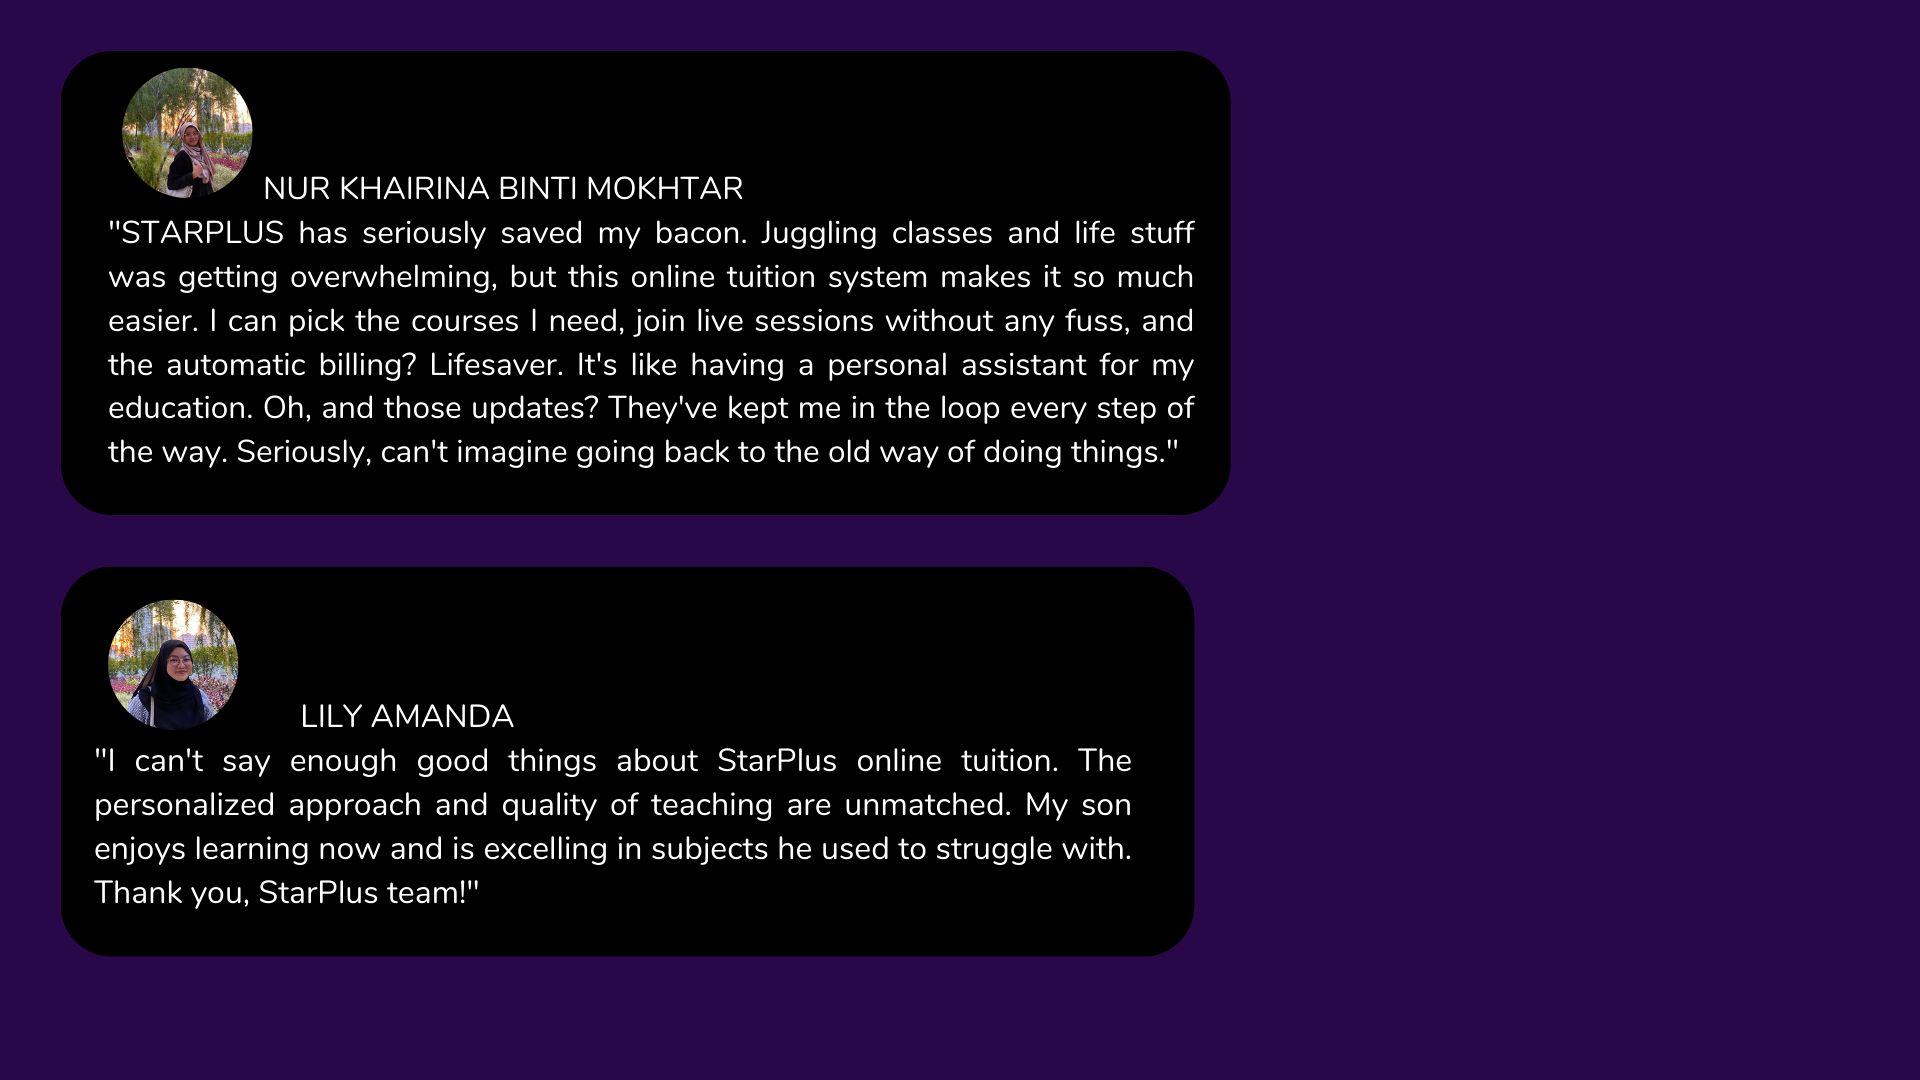 NUR KHAIRINA BINTI MOKHTAR
"STARPLUS has seriously saved my bacon. Juggling classes and life stuff
was getting overwhelming, but this online tuition system makes it so much
easier. I can pick the courses I need, join live sessions without any fuss, and
the automatic billing? Lifesaver. It's like having a personal assistant for my
education. Oh, and those updates? They've kept me in the loop every step of
the way. Seriously, can't imagine going back to the old way of doing things."
LILY AMANDA
"I can't say enough good things about StarPlus online tuition. The
personalized approach and quality of teaching are unmatched. My son
enjoys learning now and is excelling in subjects he used to struggle with.
Thank you, StarPlus team!"